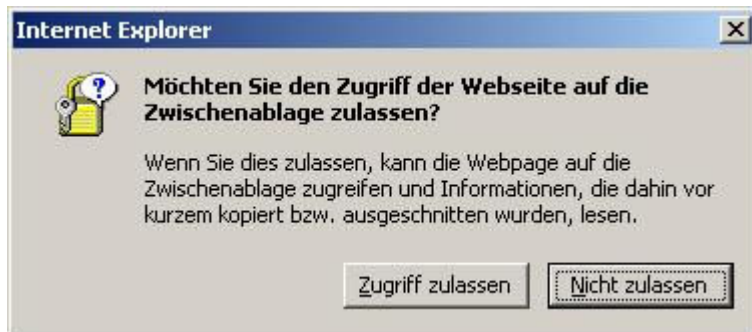 Internet Explorer
Möchten Sie den Zugriff der Webseite auf die
Zwischenablage zulassen?
Wenn Sie dies zulassen, kann die Webpage auf die
Zwischenablage zugreifen und Informationen, die dahin vor
kurzem kopiert bzw. ausgeschnitten wurden, lesen.
Zugriff zulassen Nicht zulassen